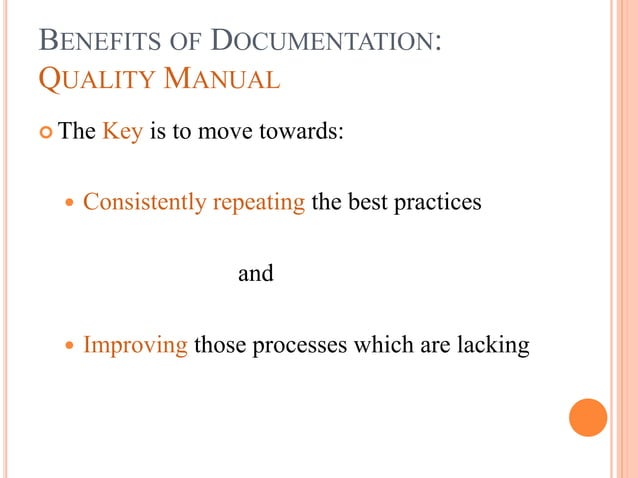 Benefits of Documentation:
Quality Manual
The Key is to move towards:
Consistently repeating the best practices
and
Improving those processes which are lacking